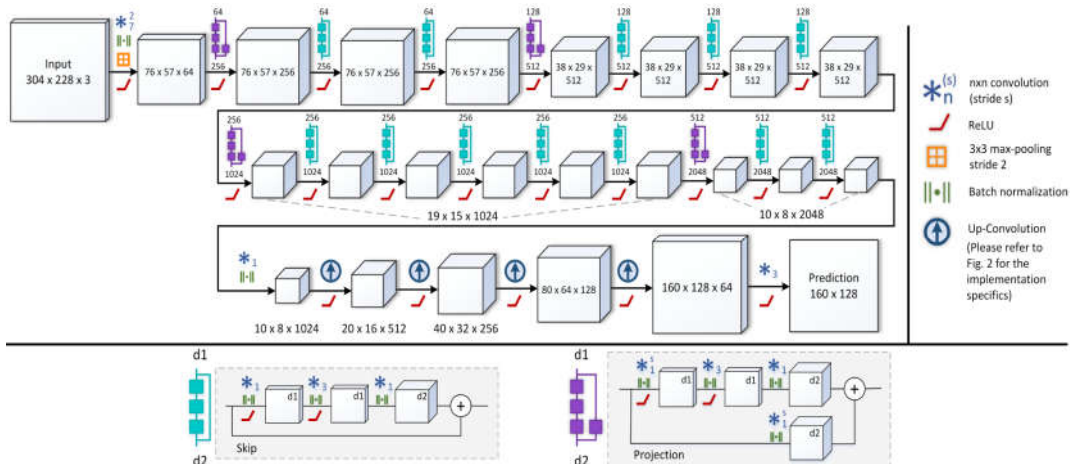 Input
304 x 228 x 3
2
7
76 x 57 x 64
64
256
76 x 57 x 256
64
256
76 x 57 x 256
64
256
76 x 57 x 256
128
512
38 x 29 x
512
128
512
38 x 29 x
512
128
512
38 x 29 x
512
128
512
38 x 29 x
512
256
1024
256
1024
256
1024
256
1024
256
1024
256
1024
512
2048
512
2048
512
2048
19 x 15 x 1024
10 x 8 x 2048
1
10 x 8 x 1024
20 x 16 x 512
40 x 32 x 256
80 x 64 x 128
160 x 128 x 64
3
Prediction
160 x 128
(s)
n
nxn convolution
(stride s)
ReLU
3x3 max-pooling
stride 2
Batch normalization
Up-Convolution
(Please refer to
Fig. 2 for the
implementation
specifics)
d1
d2
1
d1
3
d1
1
d2
+
Skip
d1
d2
s
1
d1
3
d1
1
d2
s
1
d2
+
Projection